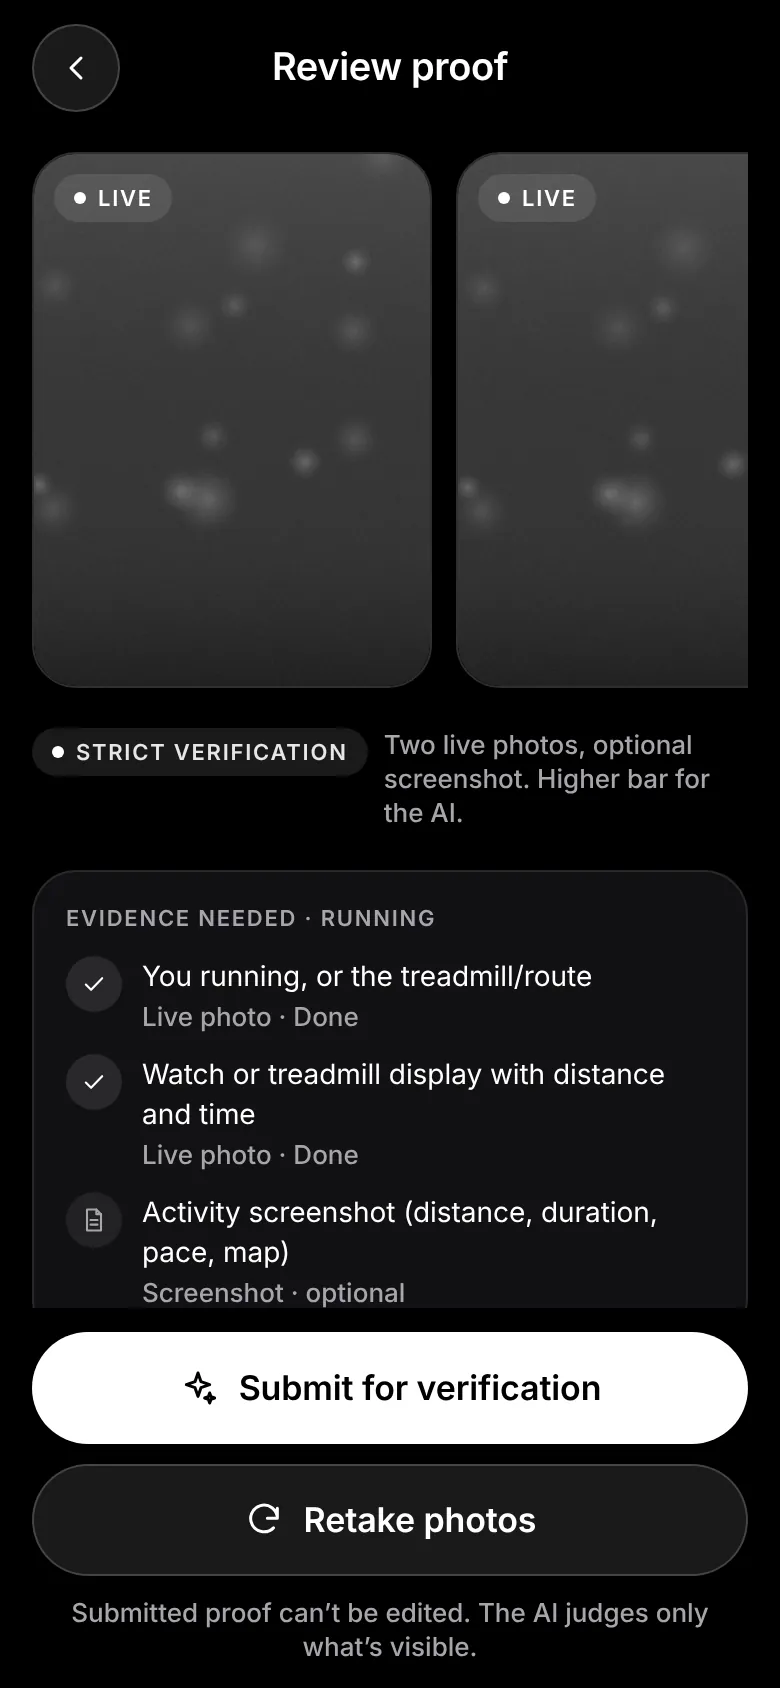 Review proof
LIVE
LIVE
STRICT VERIFICATION
Two live photos, optional
screenshot. Higher bar for
the AI.
EVIDENCE NEEDED · RUNNING
You running, or the treadmill/route
Live photo · Done
Watch or treadmill display with distance
and time
Live photo · Done
Activity screenshot (distance, duration,
pace, map)
Screenshot · optional
Submit for verification
Retake photos
Submitted proof can’t be edited. The AI judges only
what’s visible.